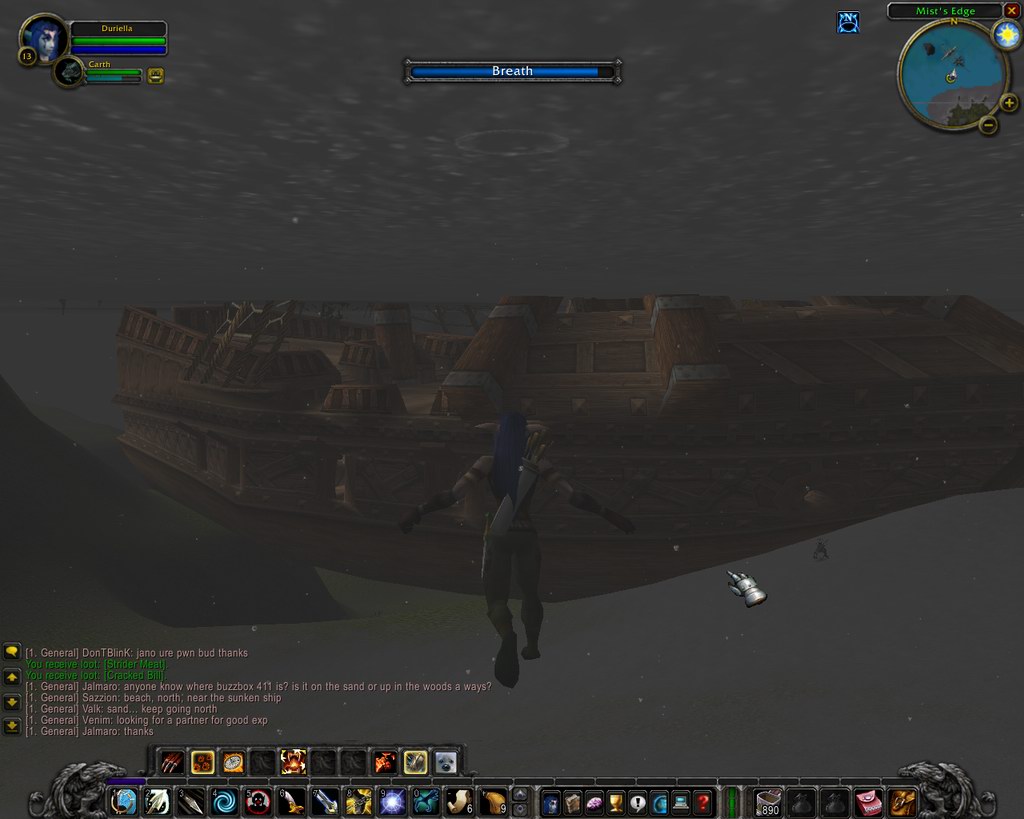 Duriella
13
Carth
Breath
Mist's Edge
N
N
[1. General] DonTBlinK: jano ure pwn bud thanks
You receive loot: [Strider Meat].
You receive loot: [Cracked Bill].
[1. General] Jalmaro: anyone know where buzzbox 411 is? is it on the sand or up in the woods a ways?
[1. General] Sazzion: beach, north; near the sunken ship
[1. General] Valk: sand... keep going north
[1. General] Venim: looking for a partner for good exp
[1. General] Jalmaro: thanks
6
9
890